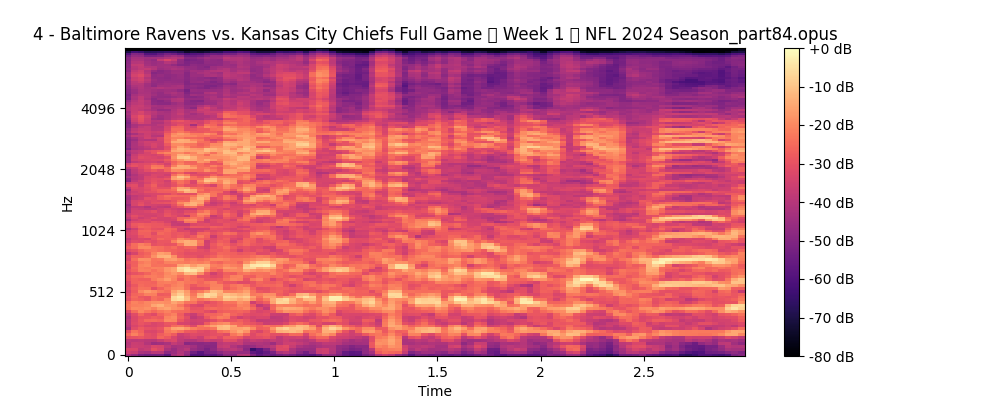 4 - Baltimore Ravens vs. Kansas City Chiefs Full Game ▯ Week 1 ▯ NFL 2024 Season_part84.opus
+0 dB
4096
-10 dB
-20 dB
2048
-30 dB
Hz
-40 dB
1024
-50 dB
512
-60 dB
-70 dB
0
-80 dB
0
0.5
1
1.5
2
2.5
Time